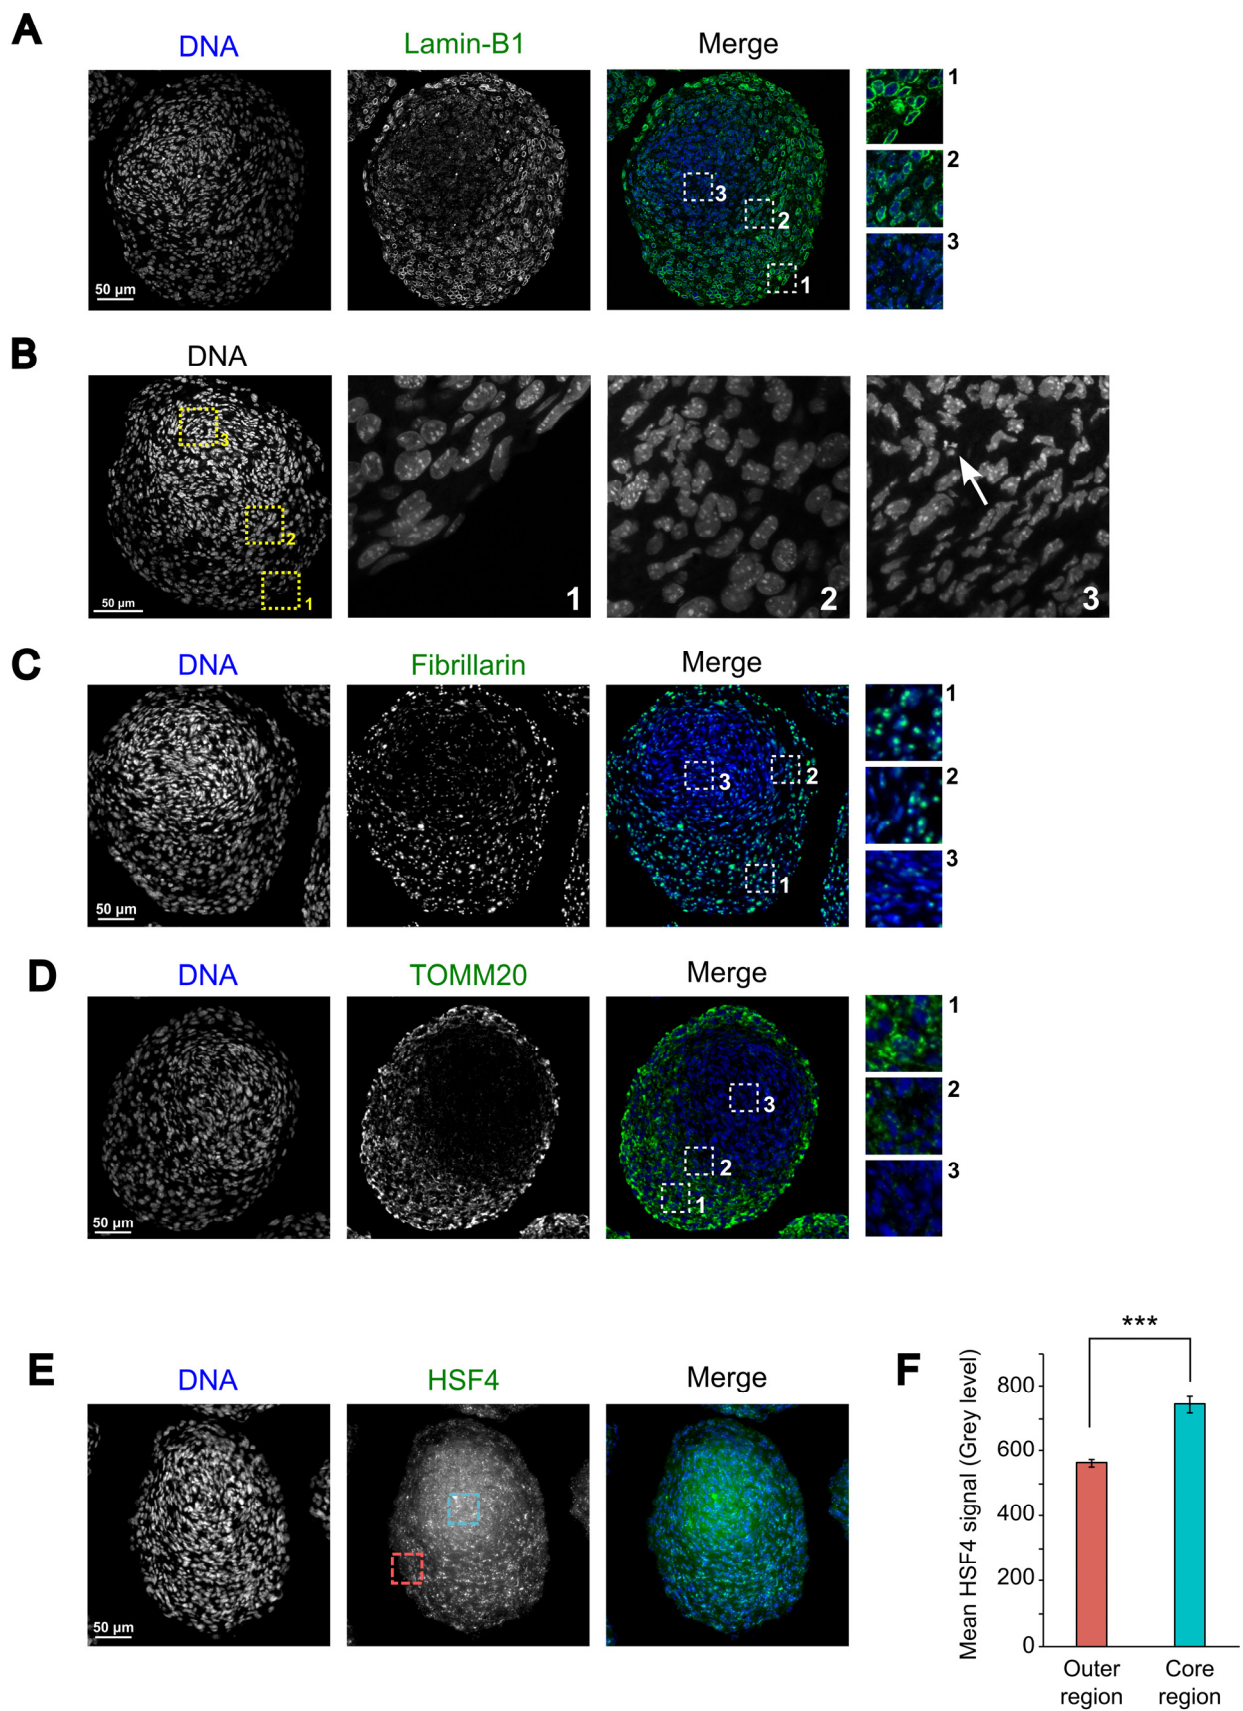 A
DNA
Lamin-B1
Merge
1
2
3
3
2
1
50 µm
B
DNA
3
2
1
50 µm
1
2
3
C
DNA
Fibrillarin
Merge
1
2
3
3
2
1
50 µm
D
DNA
TOMM20
Merge
1
2
3
3
2
1
50 µm
E
DNA
HSF4
Merge
50 µm
F
***
Mean HSF4 signal (Grey level)
800
600
400
200
0
Outer region
Core region